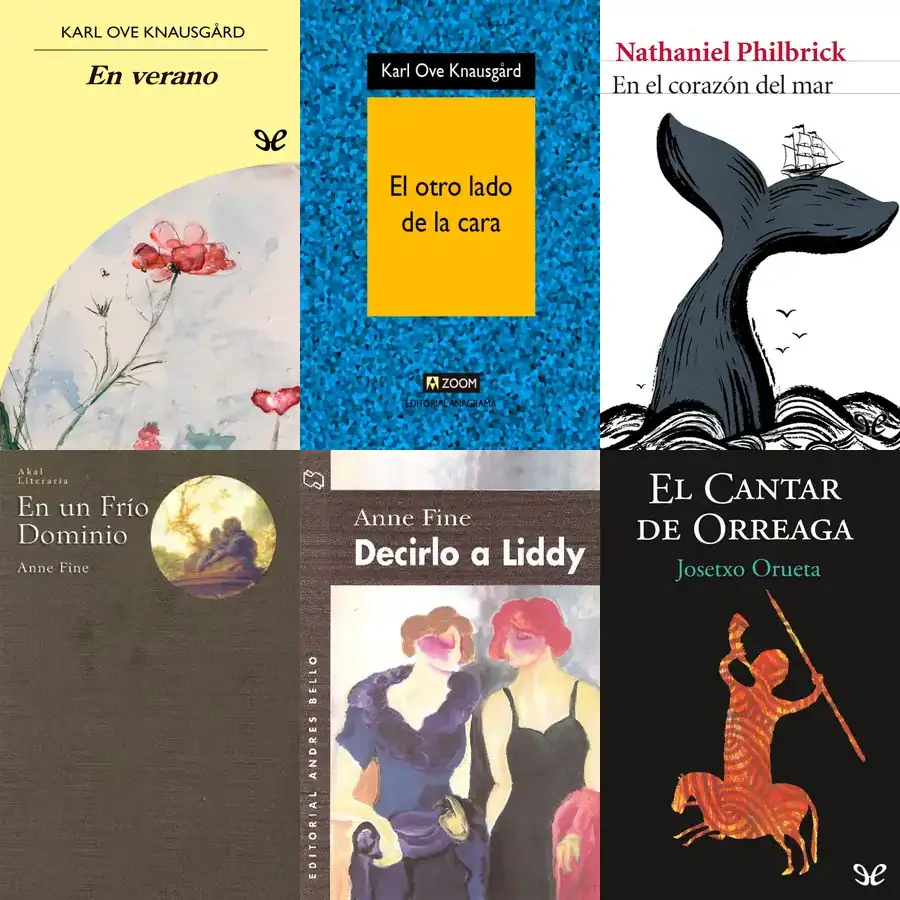 KARL OVE KNAUSGÅRD
En verano
Karl Ove Knausgård
El otro lado
de la cara
ZOOM
EDITORIAL ANAGRAMA
Nathaniel Philbrick
En el corazón del mar
Akal
Literaria
En un Frío
Dominio
Anne Fine
Anne Fine
Decirlo a Liddy
EDITORIAL ANDRES BELLO
EL CANTAR
DE ORREAGA
Josetxo Orueta